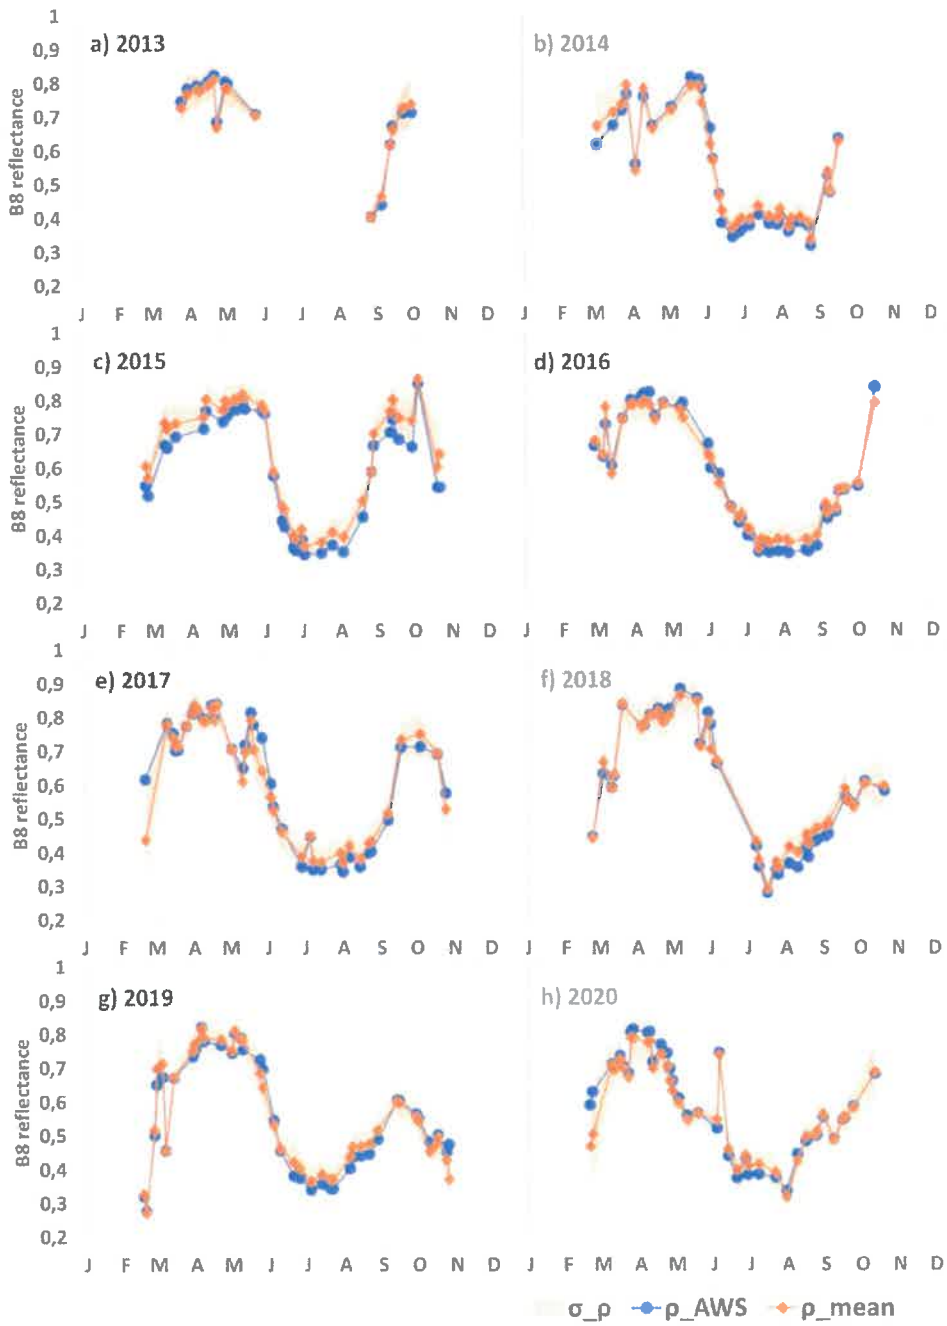 a) 2013
b) 2014
B8 reflectance
1
0,9
0,8
0,7
0,6
0,5
0,4
0,3
0,2
J F M A M J J A S O N D
J F M A M J J A S O N D
c) 2015
d) 2016
B8 reflectance
1
0,9
0,8
0,7
0,6
0,5
0,4
0,3
0,2
J F M A M J J A S O N D
J F M A M J J A S O N D
e) 2017
f) 2018
B8 reflectance
1
0,9
0,8
0,7
0,6
0,5
0,4
0,3
0,2
J F M A M J J A S O N D
J F M A M J J A S O N D
g) 2019
h) 2020
B8 reflectance
1
0,9
0,8
0,7
0,6
0,5
0,4
0,3
0,2
J F M A M J J A S O N D
J F M A M J J A S O N D
σ_ρ ρ_AWS ρ_mean